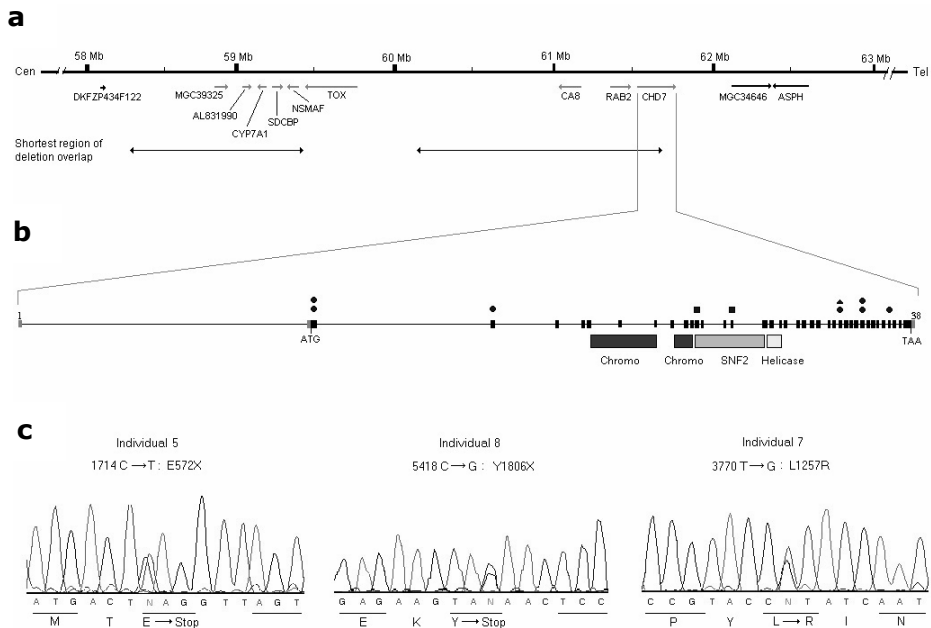 a
58 Mb 59 Mb 60 Mb 61 Mb 62 Mb 63 Mb
Cen Tel
DKFZP434F122 MGC39325 TOX CA8 RAB2 CHD7 MGC34646 ASPH
NSMAF
AL831990 SDCBP
CYP7A1
Shortest region of
deletion overlap
b
1 38
ATG TAA
Chromo Chromo SNF2 Helicase
c
Individual 5 Individual 8 Individual 7
1714 C → T : E572X 5418 C → G : Y1806X 3770 T → G : L1257R
A T G A C T N A G G T T A G T G A G A A G T A N A A C T C C C C G T A C C N T A T C A A T
M T E → Stop E K Y → Stop P Y L → R I N